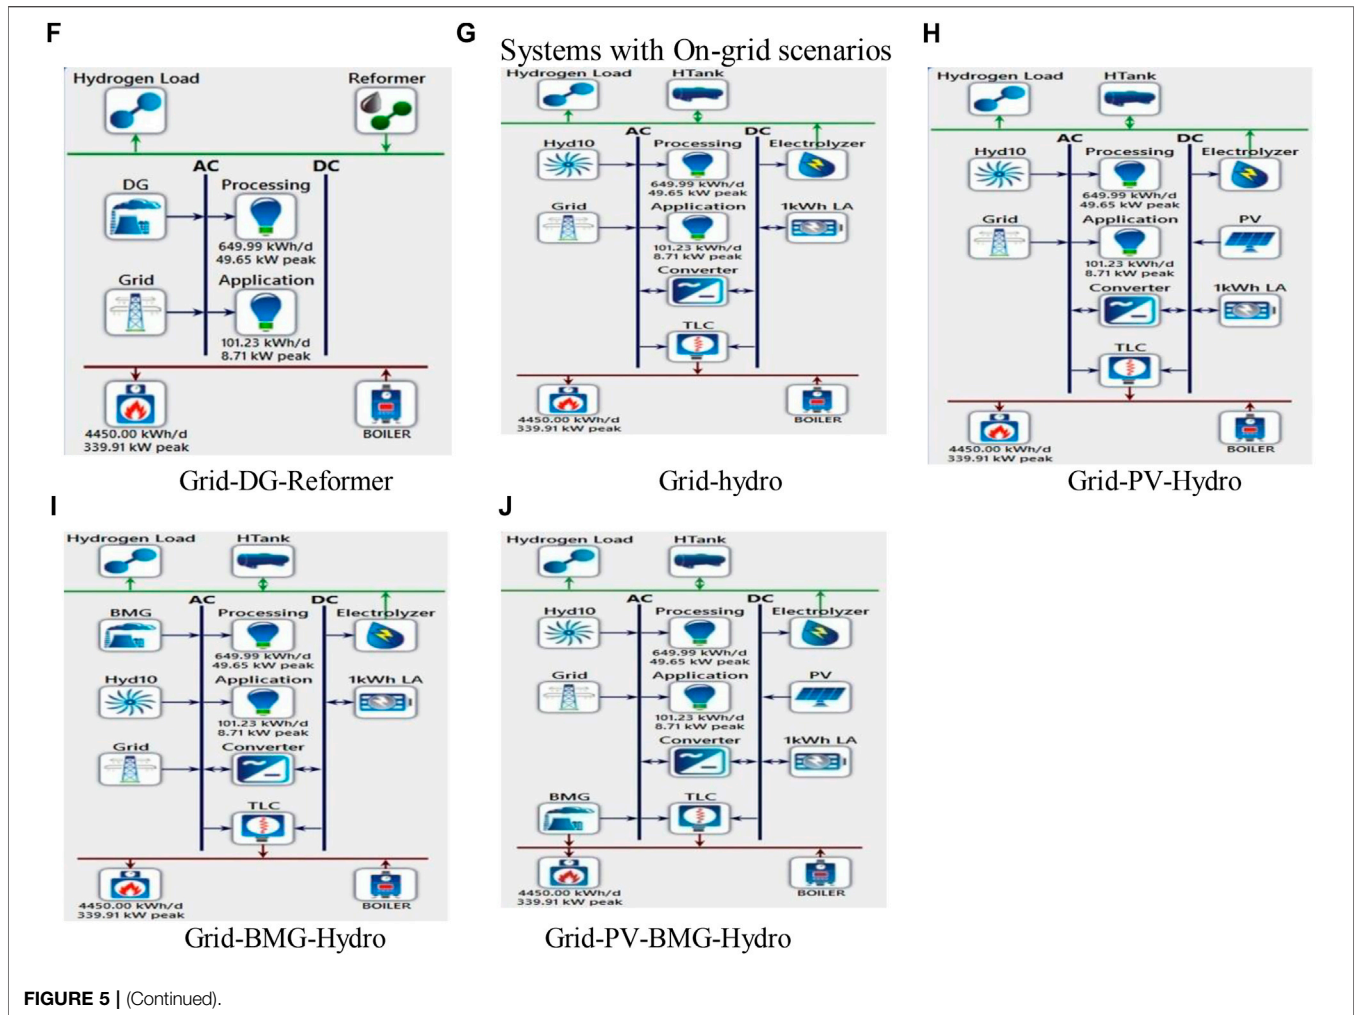 F
G
H
Systems with On-grid scenarios
Hydrogen Load
Reformer
AC
DC
DG
Processing
649.99 kWh/d
49.65 kW peak
Grid
Application
101.23 kWh/d
8.71 kW peak
4450.00 kWh/d
339.91 kW peak
BOILER
Grid-DG-Reformer
Hydrogen Load
HTank
AC
DC
Hyd10
Processing
Electrolyzer
649.99 kWh/d
49.65 kW peak
Grid
Application
1kWh LA
101.23 kWh/d
8.71 kW peak
Converter
TLC
4450.00 kWh/d
339.91 kW peak
BOILER
Grid-hydro
Hydrogen Load
HTank
AC
DC
Hyd10
Processing
Electrolyzer
649.99 kWh/d
49.65 kW peak
Grid
Application
PV
101.23 kWh/d
8.71 kW peak
Converter
1kWh LA
TLC
4450.00 kWh/d
339.91 kW peak
BOILER
Grid-PV-Hydro
I
J
Hydrogen Load
HTank
AC
DC
BMG
Processing
Electrolyzer
649.99 kWh/d
49.65 kW peak
Hyd10
Application
1kWh LA
101.23 kWh/d
8.71 kW peak
Grid
Converter
TLC
4450.00 kWh/d
339.91 kW peak
BOILER
Grid-BMG-Hydro
Hydrogen Load
HTank
AC
DC
Hyd10
Processing
Electrolyzer
649.99 kWh/d
49.65 kW peak
Grid
Application
PV
101.23 kWh/d
8.71 kW peak
Converter
1kWh LA
BMG
TLC
4450.00 kWh/d
339.91 kW peak
BOILER
Grid-PV-BMG-Hydro
FIGURE 5 | (Continued).